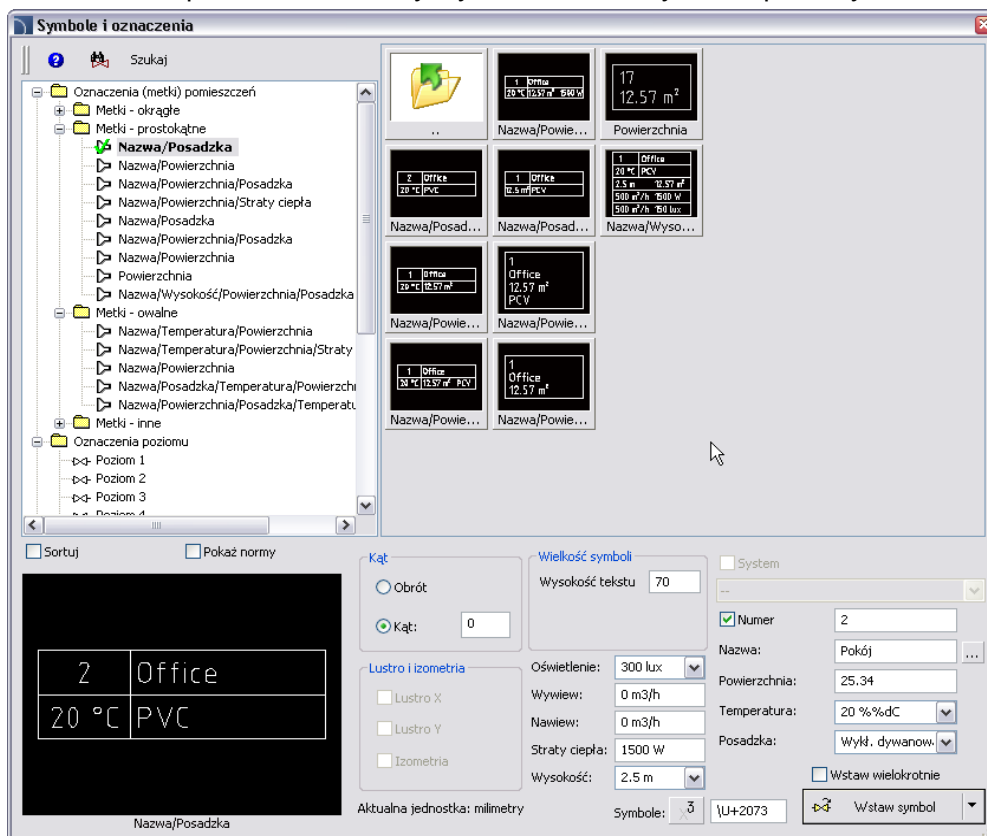 Symbole i oznaczenia
Szukaj
Oznaczenia (metki) pomieszczeń
Metki - okrągłe
Metki - prostokątne
Nazwa/Posadzka
Nazwa/Powierzchnia
Nazwa/Powierzchnia/Posadzka
Nazwa/Powierzchnia/Straty ciepła
Nazwa/Posadzka
Nazwa/Powierzchnia/Posadzka
Nazwa/Powierzchnia
Powierzchnia
Nazwa/Wysokość/Powierzchnia/Posadzka
Metki - owalne
Nazwa/Temperatura/Powierzchnia
Nazwa/Temperatura/Powierzchnia/Straty
Nazwa/Powierzchnia
Nazwa/Posadzka/Temperatura/Powierzchn
Nazwa/Powierzchnia/Posadzka/Temperatu
Metki - inne
Oznaczenia poziomu
Poziom 1
Poziom 2
Poziom 3
..
1 Office
20 °C 12.57 m² 1500 W
Nazwa/Powie...
17
12.57 m²
Powierzchnia
2 Office
20 °C PVC
Nazwa/Posad...
1 Office
12.5 m² PCV
Nazwa/Posad...
1 Office
20 °C PCV
2.5 m 12.57 m²
500 m³/h 1500 W
500 m³/h 150 lux
Nazwa/Wyso...
1 Office
20 °C 12.57 m²
Nazwa/Powie...
1
Office
12.57 m²
PCV
Nazwa/Powie...
1 Office
20 °C 12.57 m² PCV
Nazwa/Powie...
1
Office
12.57 m²
Nazwa/Powie...
Sortuj Pokaż normy
2 Office
20 °C PVC
Nazwa/Posadzka
Kąt
Obrót
Kąt: 0
Lustro i izometria
Lustro X
Lustro Y
Izometria
Aktualna jednostka: milimetry
Wielkość symboli
Wysokość tekstu 70
Oświetlenie: 300 lux
Wywiew: 0 m3/h
Nawiew: 0 m3/h
Straty ciepła: 1500 W
Wysokość: 2.5 m
Symbole: x3 \U+2073
System
--
Numer 2
Nazwa: Pokój ...
Powierzchnia: 25.34
Temperatura: 20 %%dC
Posadzka: Wykł. dywanow.
Wstaw wielokrotnie
Wstaw symbol